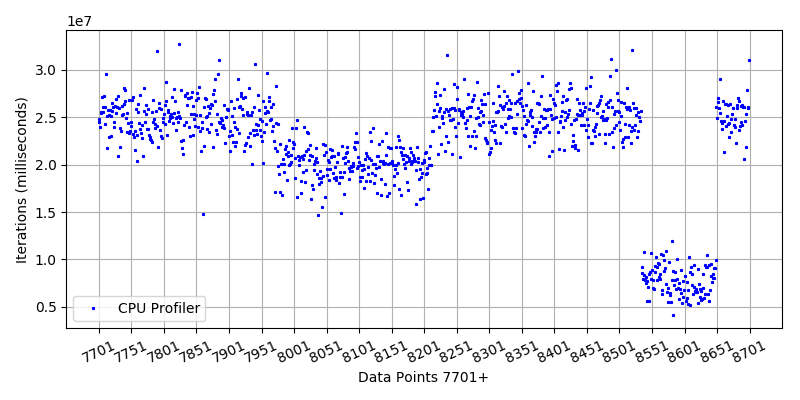 1e7
3.0
2.5
2.0
1.5
1.0
0.5
Iterations (milliseconds)
CPU Profiler
7701 7751 7801 7851 7901 7951 8001 8051 8101 8151 8201 8251 8301 8351 8401 8451 8501 8551 8601 8651 8701
Data Points 7701+